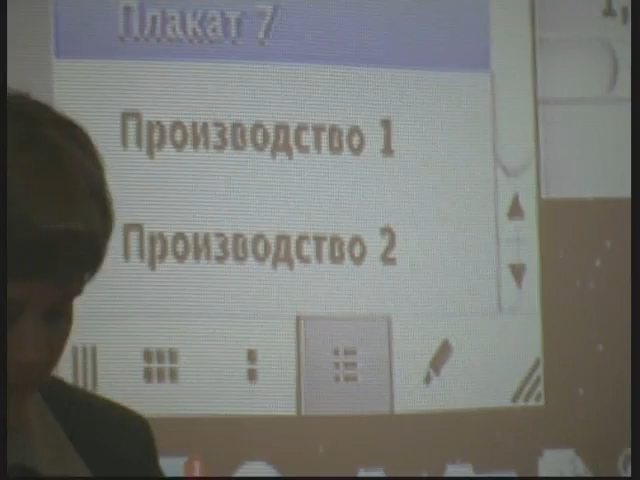 Плакат 7
Производство 1
Производство 2